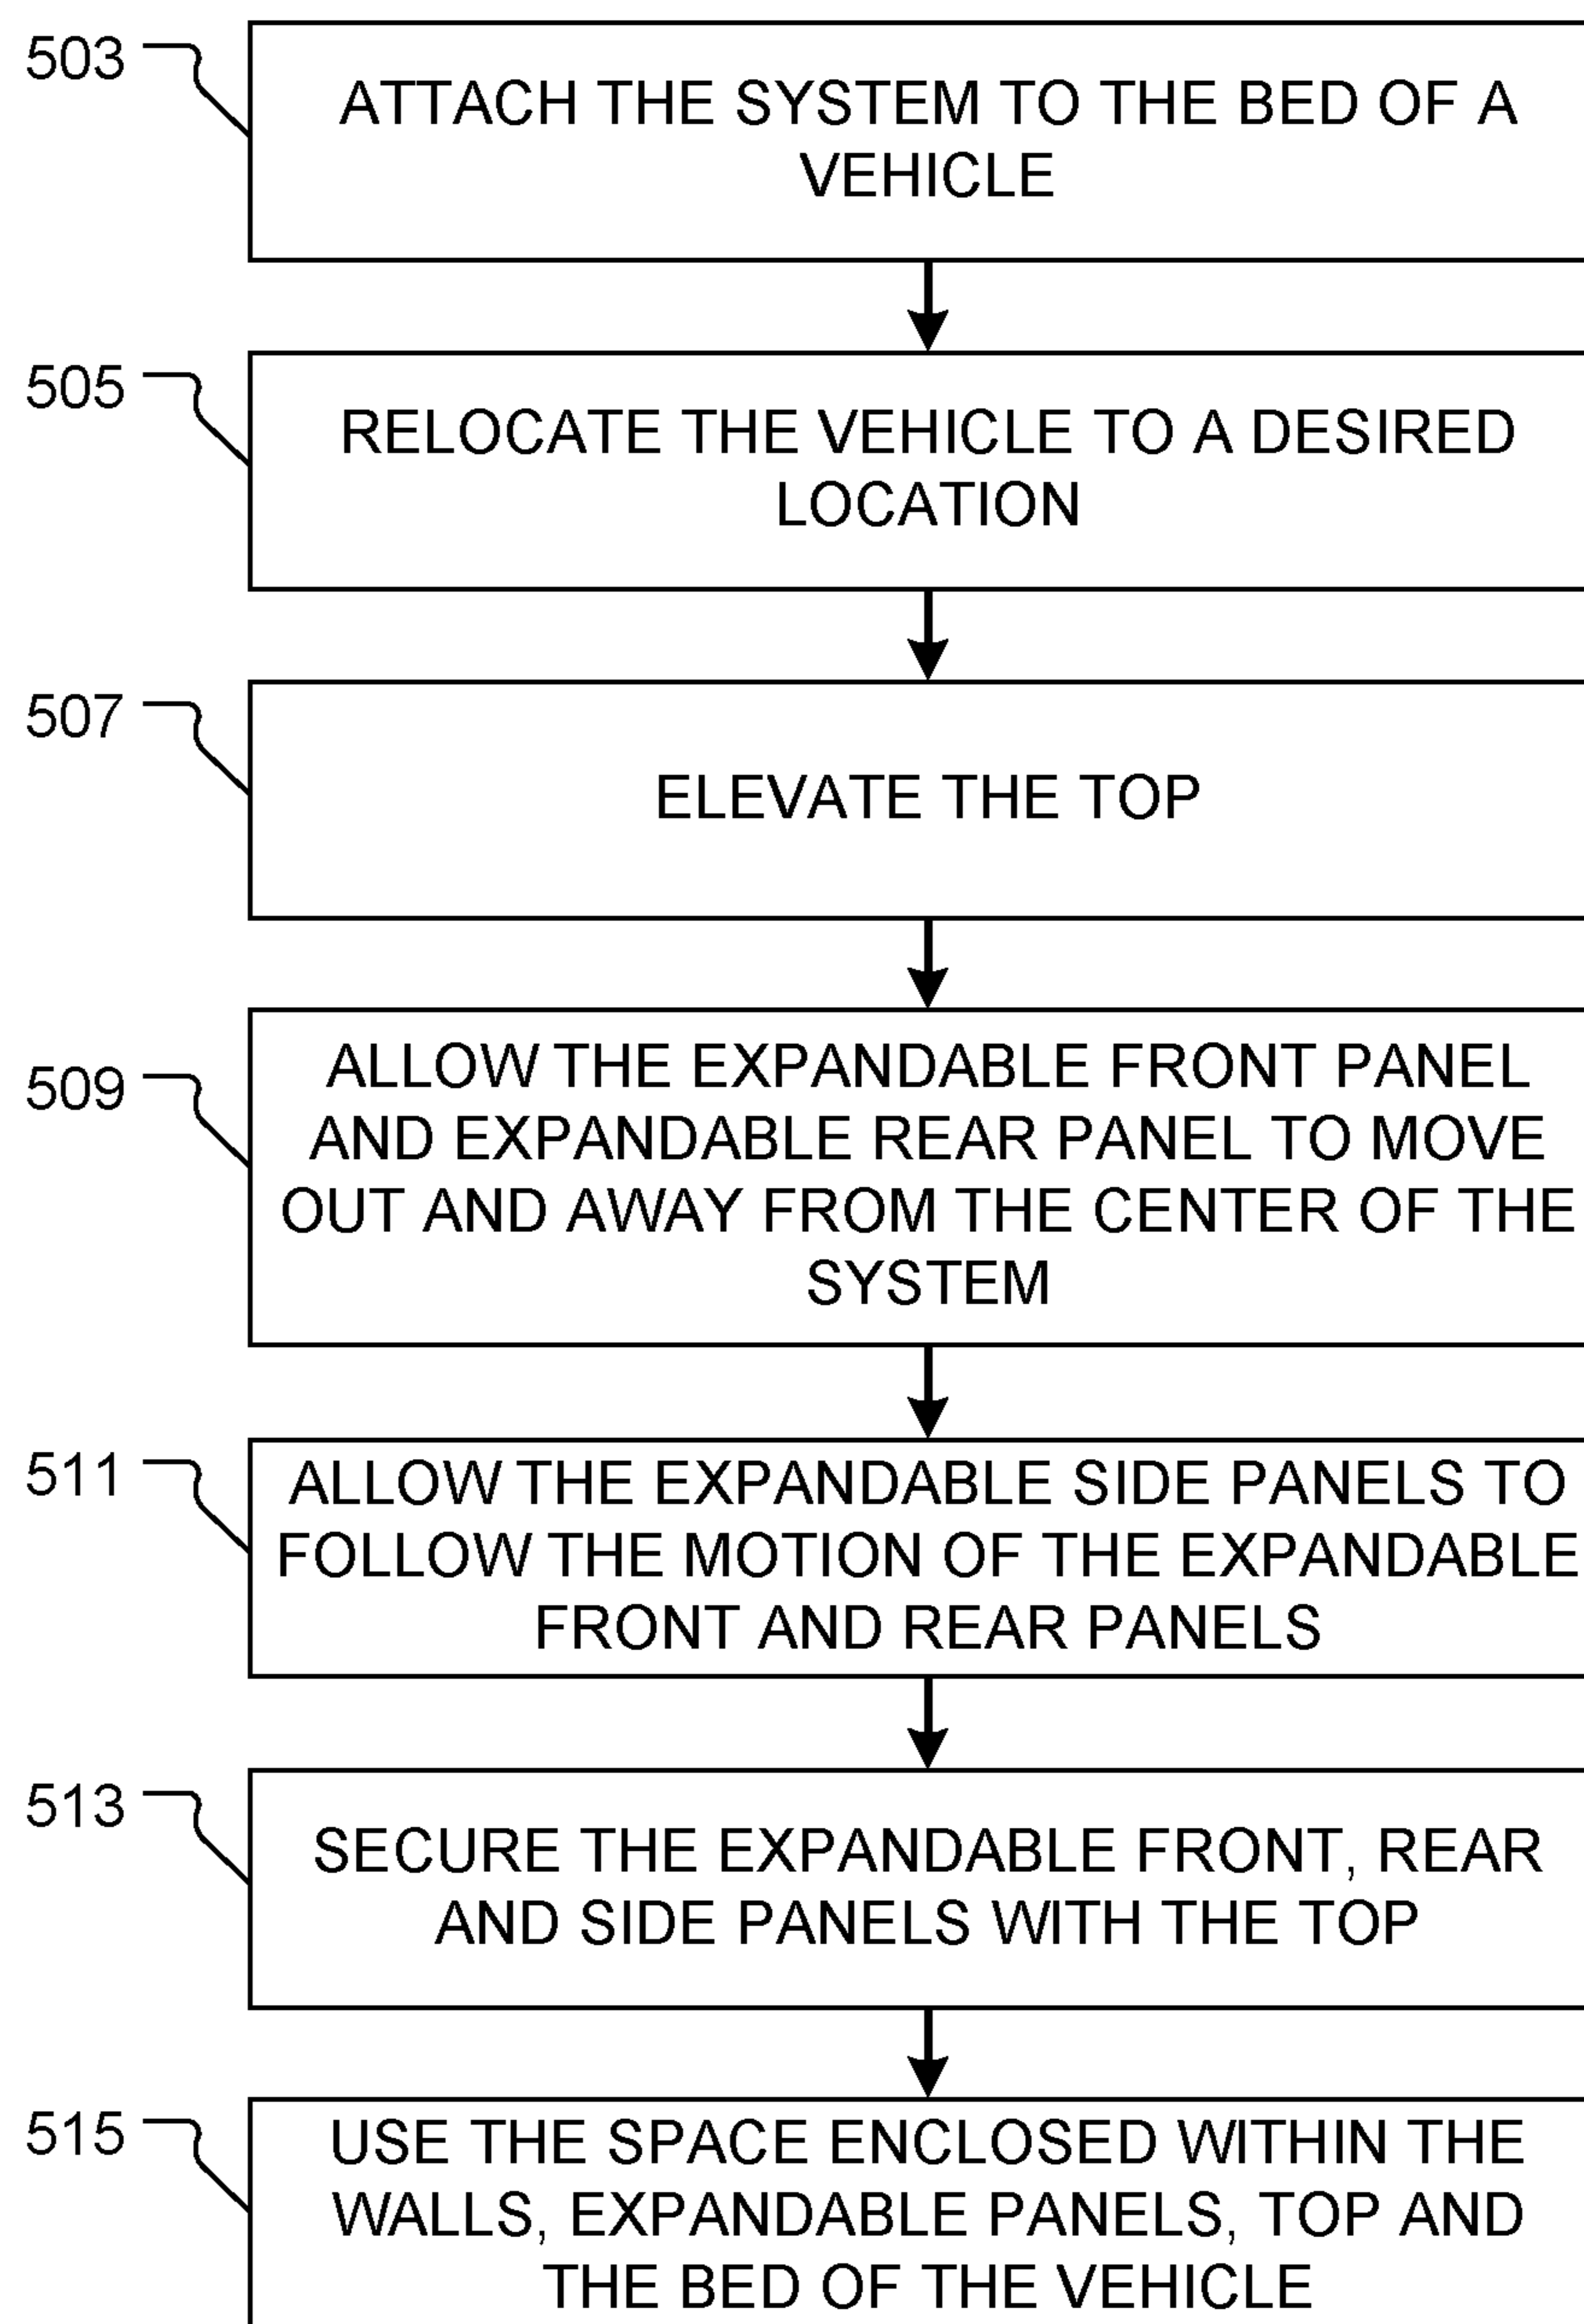 503
ATTACH THE SYSTEM TO THE BED OF A
VEHICLE
505
RELOCATE THE VEHICLE TO A DESIRED
LOCATION
507
ELEVATE THE TOP
509
ALLOW THE EXPANDABLE FRONT PANEL
AND EXPANDABLE REAR PANEL TO MOVE
OUT AND AWAY FROM THE CENTER OF THE
SYSTEM
511
ALLOW THE EXPANDABLE SIDE PANELS TO
FOLLOW THE MOTION OF THE EXPANDABLE
FRONT AND REAR PANELS
513
SECURE THE EXPANDABLE FRONT, REAR
AND SIDE PANELS WITH THE TOP
515
USE THE SPACE ENCLOSED WITHIN THE
WALLS, EXPANDABLE PANELS, TOP AND
THE BED OF THE VEHICLE